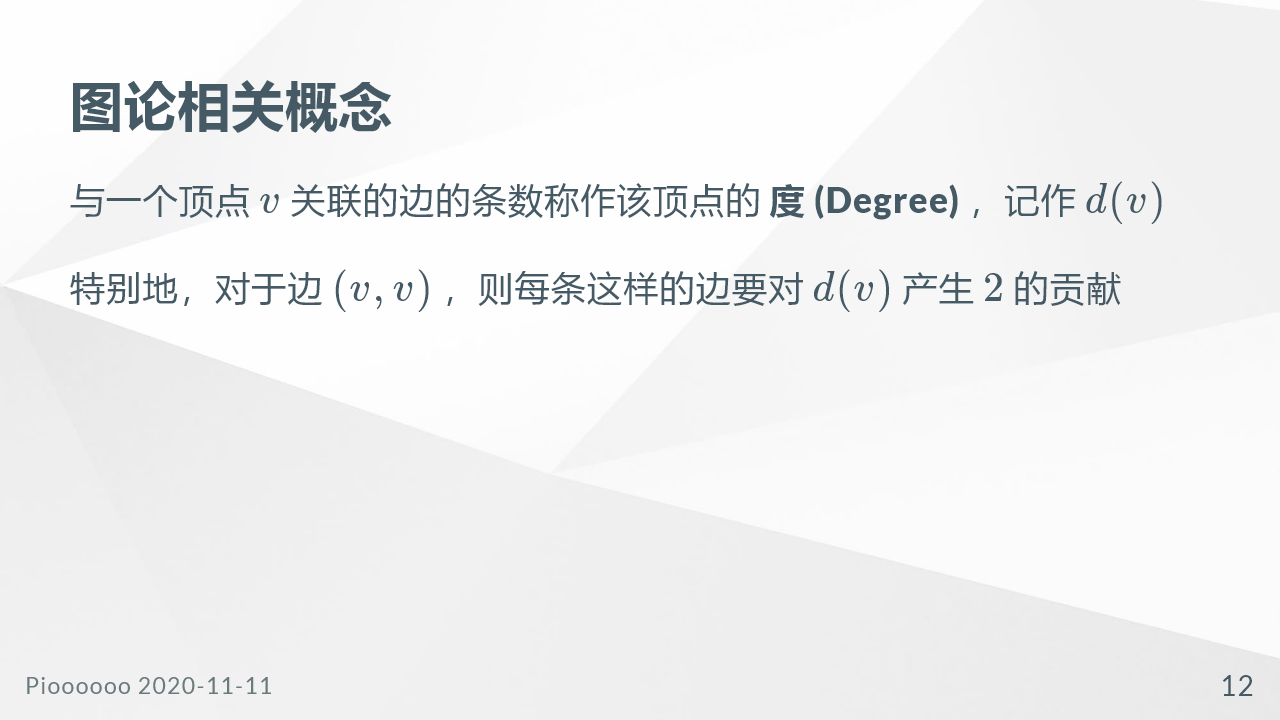 图论相关概念
与一个顶点 v 关联的边的条数称作该顶点的 度 (Degree) ，记作 d(v)
特别地，对于边 (v, v) ，则每条这样的边要对 d(v) 产生 2 的贡献
Pioooooo 2020-11-11
12